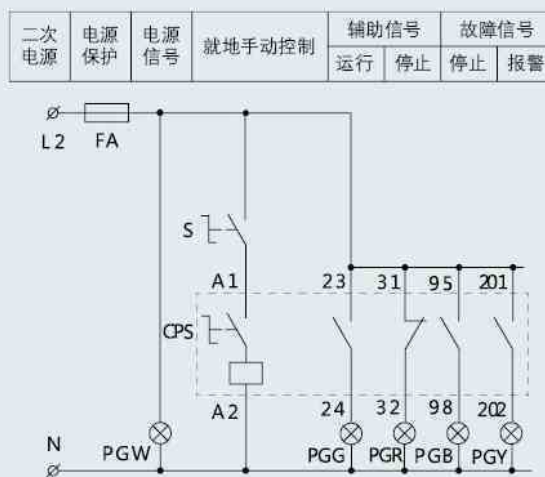 二次电源
电源保护
电源信号
就地手动控制
辅助信号
故障信号
运行
停止
停止
报警
L2
FA
S
A1
23
31
95
201
CPS
A2
24
32
98
202
N
PGW
PGG
PGR
PGB
PGY